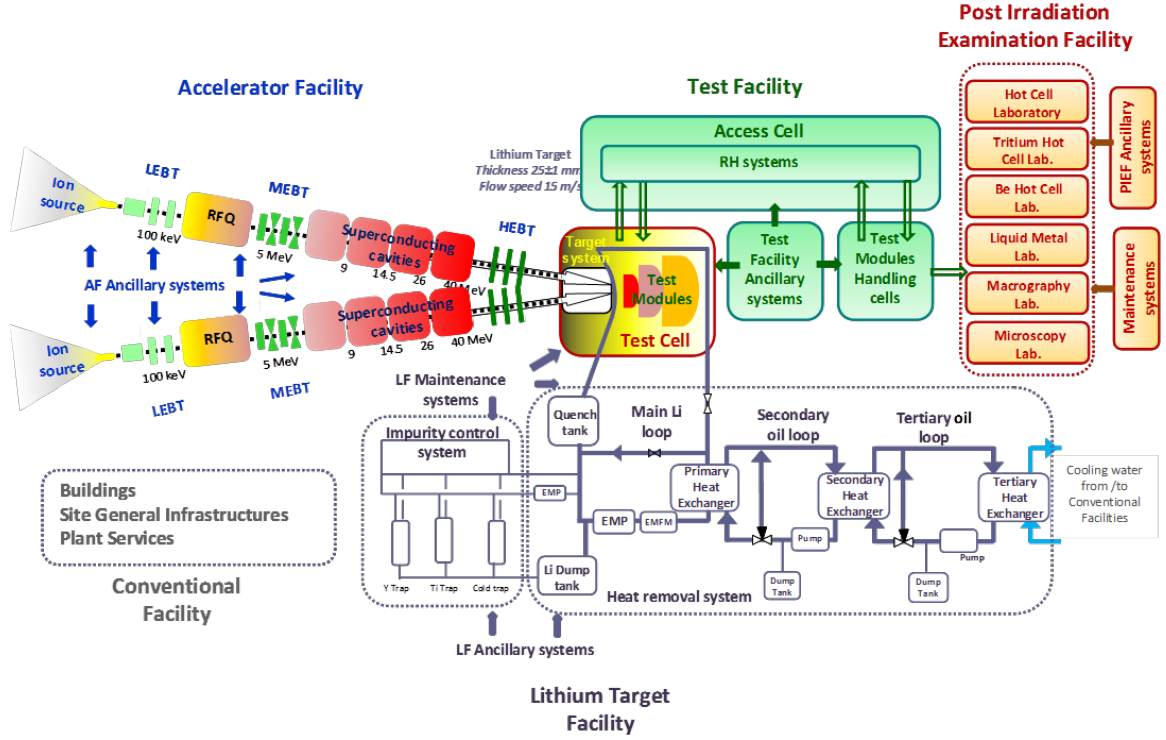 Post Irradiation
Examination Facility
Accelerator Facility
Test Facility
Hot Cell
Laboratory
Tritium Hot
Cell Lab.
Be Hot Cell
Lab.
Liquid Metal
Lab.
Macrography
Lab.
Microscopy
Lab.
PIEF Ancillary
systems
Maintenance
systems
Access Cell
RH systems
Lithium Target
Thickness 25±1 mm
Flow speed 15 m/s
Ion
source
LEBT
100 keV
RFQ
MEBT
5 MeV
Superconducting
cavities
9
14.5
26
40 MeV
HEBT
AF Ancillary systems
Ion
source
LEBT
100 keV
RFQ
MEBT
5 MeV
Superconducting
cavities
9
14.5
26
40 MeV
Target
system
Test
Modules
Test Cell
Test
Facility
Ancillary
systems
Test
Modules
Handling
cells
LF Maintenance
systems
Impurity control
system
Quench
tank
Main Li
loop
Secondary
oil loop
Tertiary oil
loop
EMP
EMP
EMFM
Primary
Heat
Exchanger
Secondary
Heat
Exchanger
Tertiary
Heat
Exchanger
Cooling water
from /to
Conventional
Facilities
Pump
Pump
Dump
Tank
Dump
Tank
Li Dump
tank
Y Trap
Ti Trap
Cold trap
Heat removal system
LF Ancillary systems
Buildings
Site General Infrastructures
Plant Services
Conventional
Facility
Lithium Target
Facility